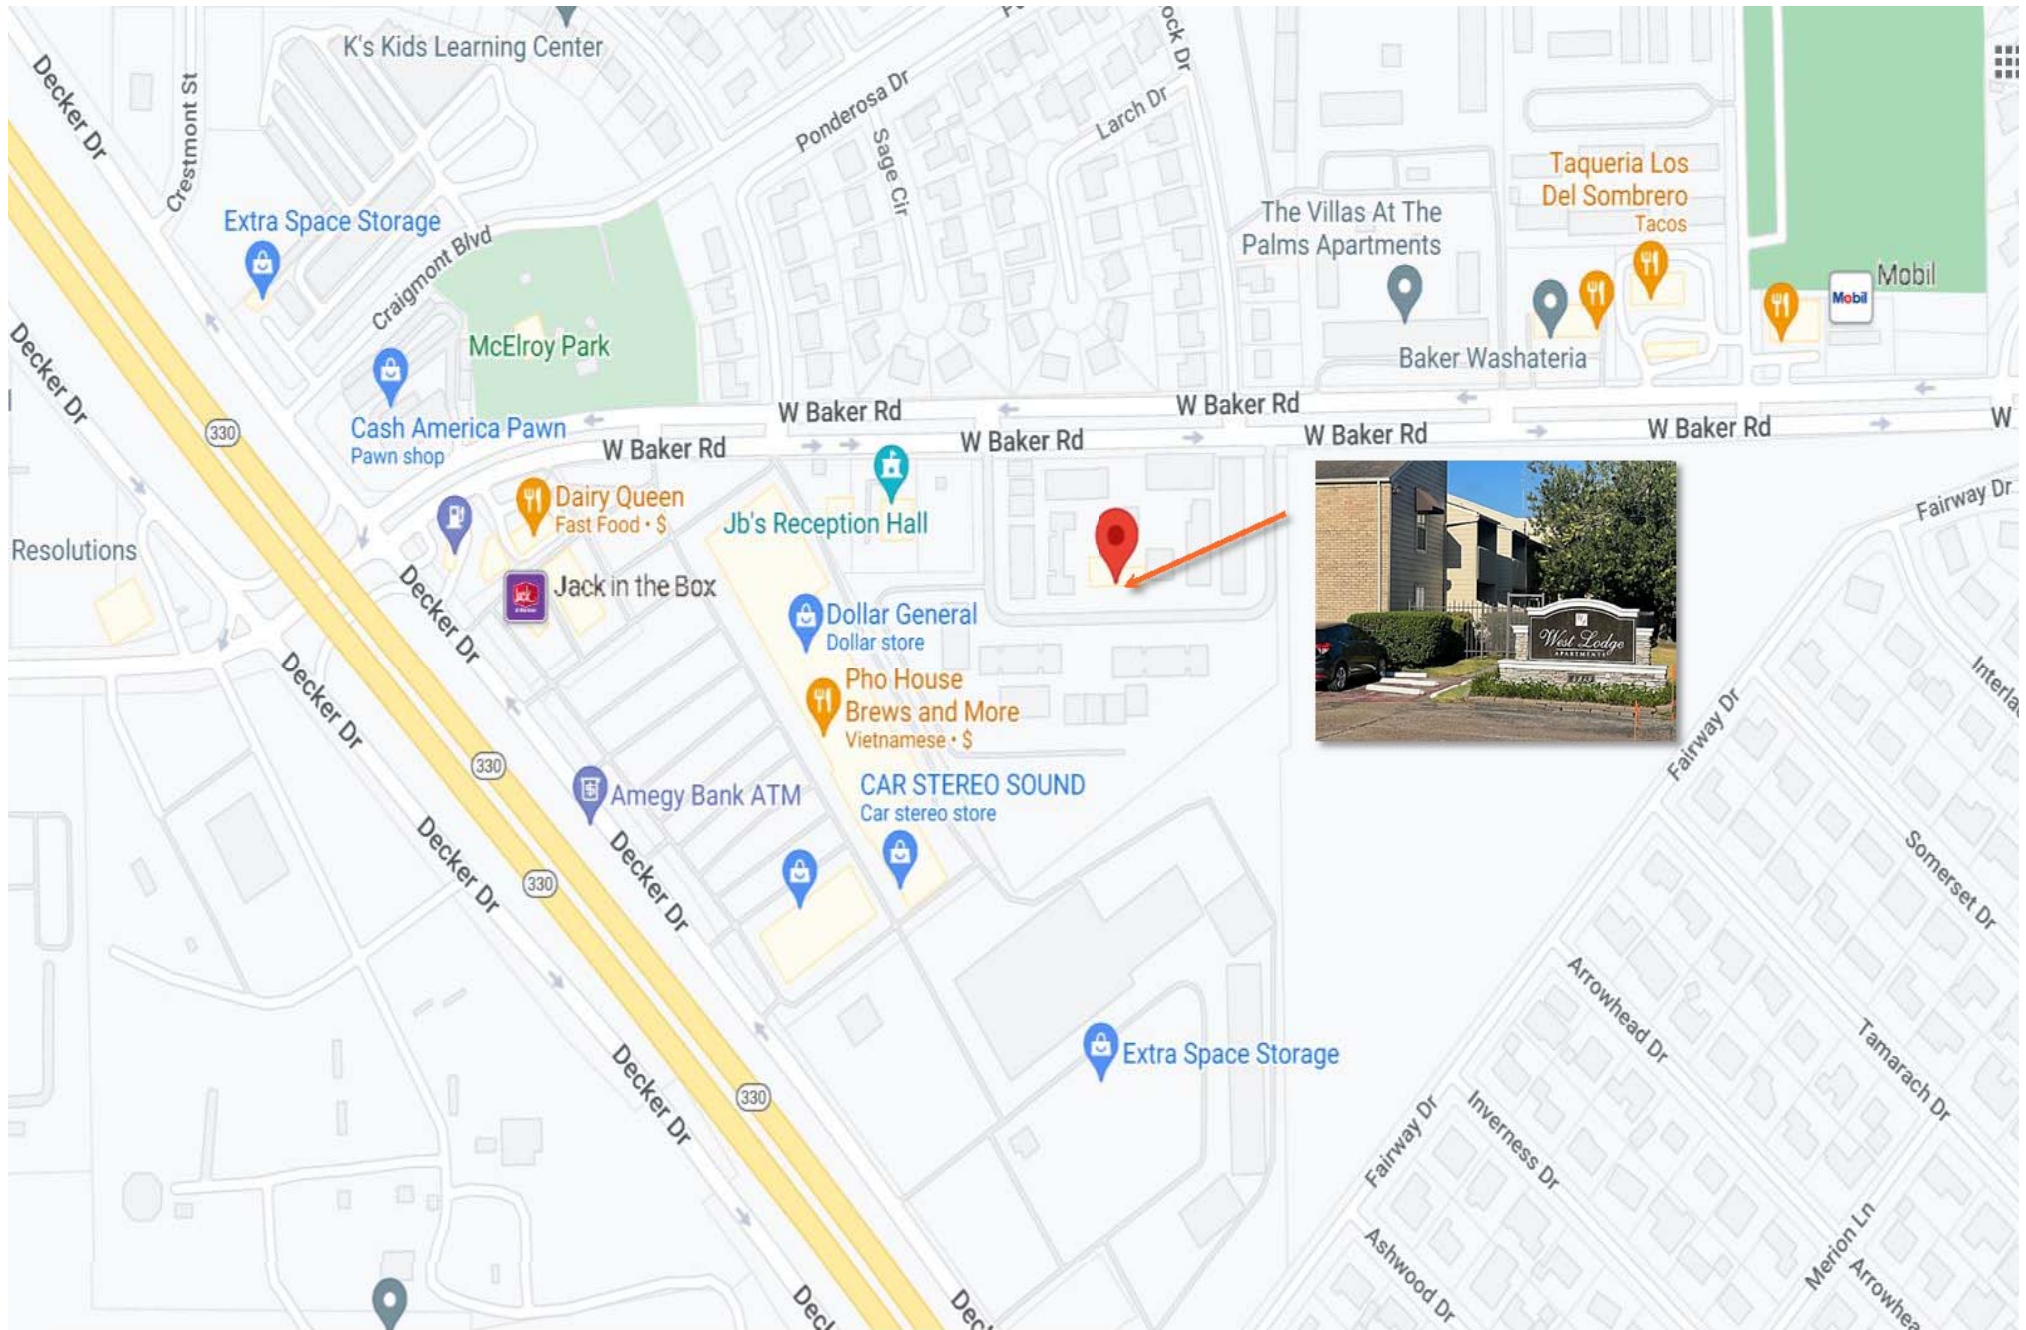 K's Kids Learning Center
Decker Dr
Crestmont St
Ponderosa Dr
Sage Cir
ock Dr
Larch Dr
Taqueria Los
Del Sombrero
Tacos
The Villas At The
Palms Apartments
Extra Space Storage
Craigmont Blvd
Mobil
Mobil
McElroy Park
Baker Washateria
Decker Dr
330
Cash America Pawn
Pawn shop
W Baker Rd
W Baker Rd
W Baker Rd
W Baker Rd
W Baker Rd
W Baker Rd
W
Dairy Queen
Fast Food • $
Jb's Reception Hall
Fairway Dr
Resolutions
Jack in the Box
Decker Dr
Dollar General
Dollar store
West Lodge
APARTMENTS
Pho House
Brews and More
Vietnamese • $
Decker Dr
Interlac
Fairway Dr
330
Amegy Bank ATM
CAR STEREO SOUND
Car stereo store
Decker Dr
330
Decker Dr
Somerset Dr
Arrowhead Dr
Tamarach Dr
Extra Space Storage
Decker Dr
330
Fairway Dr
Inverness Dr
Merion Ln
Ashwood Dr
Arrowhea
Deck
Deck